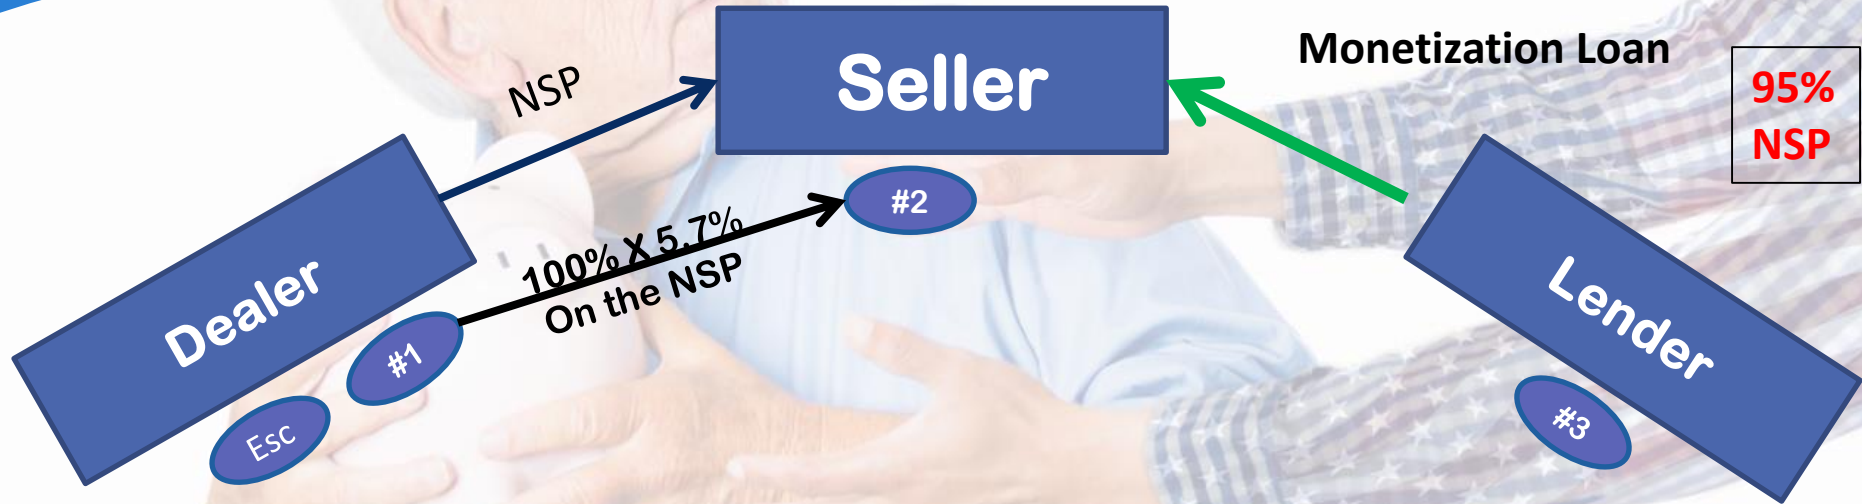 Seller
Monetization Loan
95%
NSP
NSP
#2
100% X 5.7%
On the NSP
Dealer
Lender
#1
#3
Esc